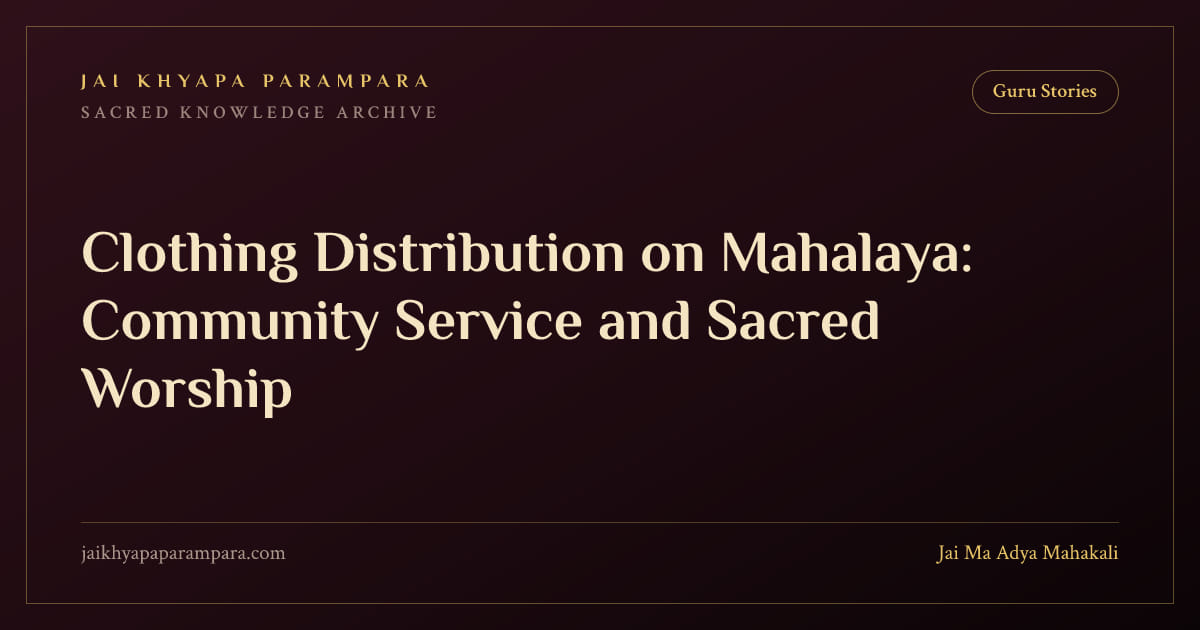 JAI KHYAPA PARAMPARA
SACRED KNOWLEDGE ARCHIVE
Guru Stories
Clothing Distribution on Mahalaya:
Community Service and Sacred
Worship
jaikhyapaparampara.com
Jai Ma Adya Mahakali